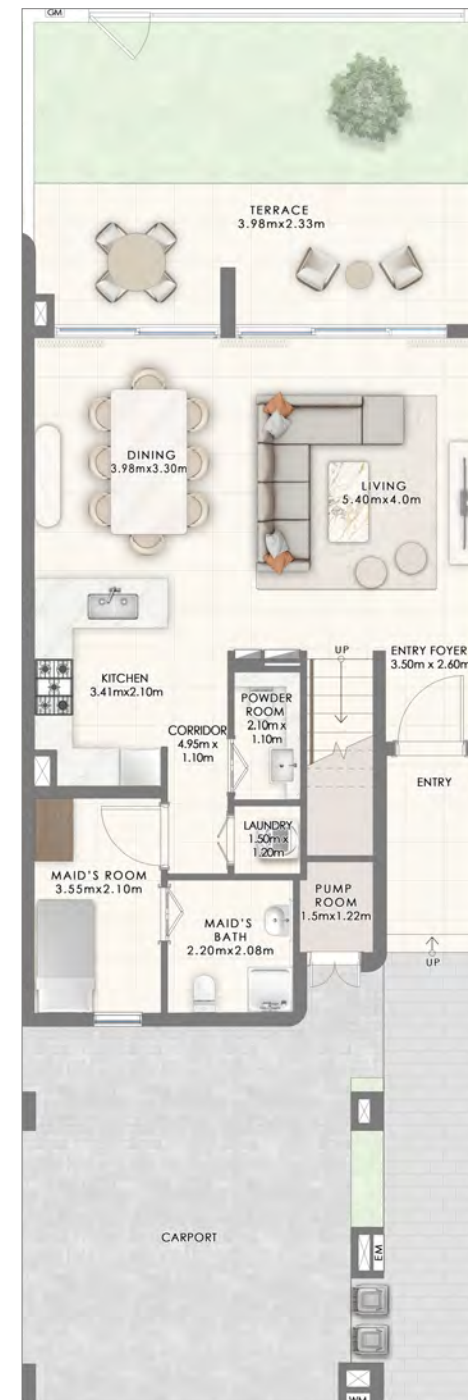 GM
TERRACE
3.98mx2.33m
DINING
3.98mx3.30m
LIVING
5.40mx4.0m
UP
ENTRY FOYER
3.50m x 2.60m
KITCHEN
3.41mx2.10m
POWDER
ROOM
2.10m x
1.10m
CORRIDOR
4.95m x
1.10m
ENTRY
LAUNDRY
1.50m x
1.20m
MAID'S ROOM
3.55mx2.10m
PUMP
ROOM
1.5mx1.22m
MAID'S
BATH
2.20mx2.08m
UP
CARPORT
EM
WM